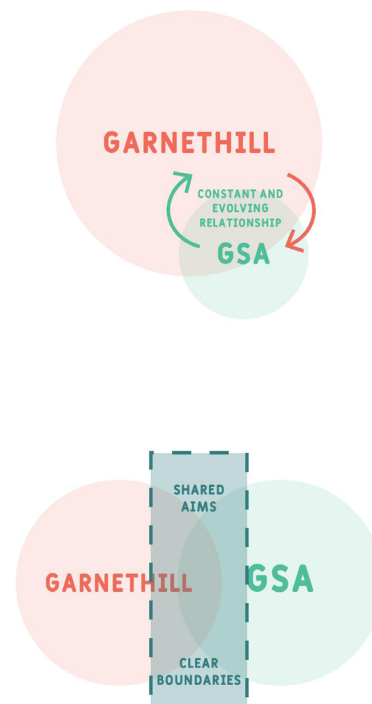 GARNETHILL
CONSTANT AND
EVOLVING
RELATIONSHIP
GSA
SHARED
AIMS
GARNETHILL
GSA
CLEAR
BOUNDARIES